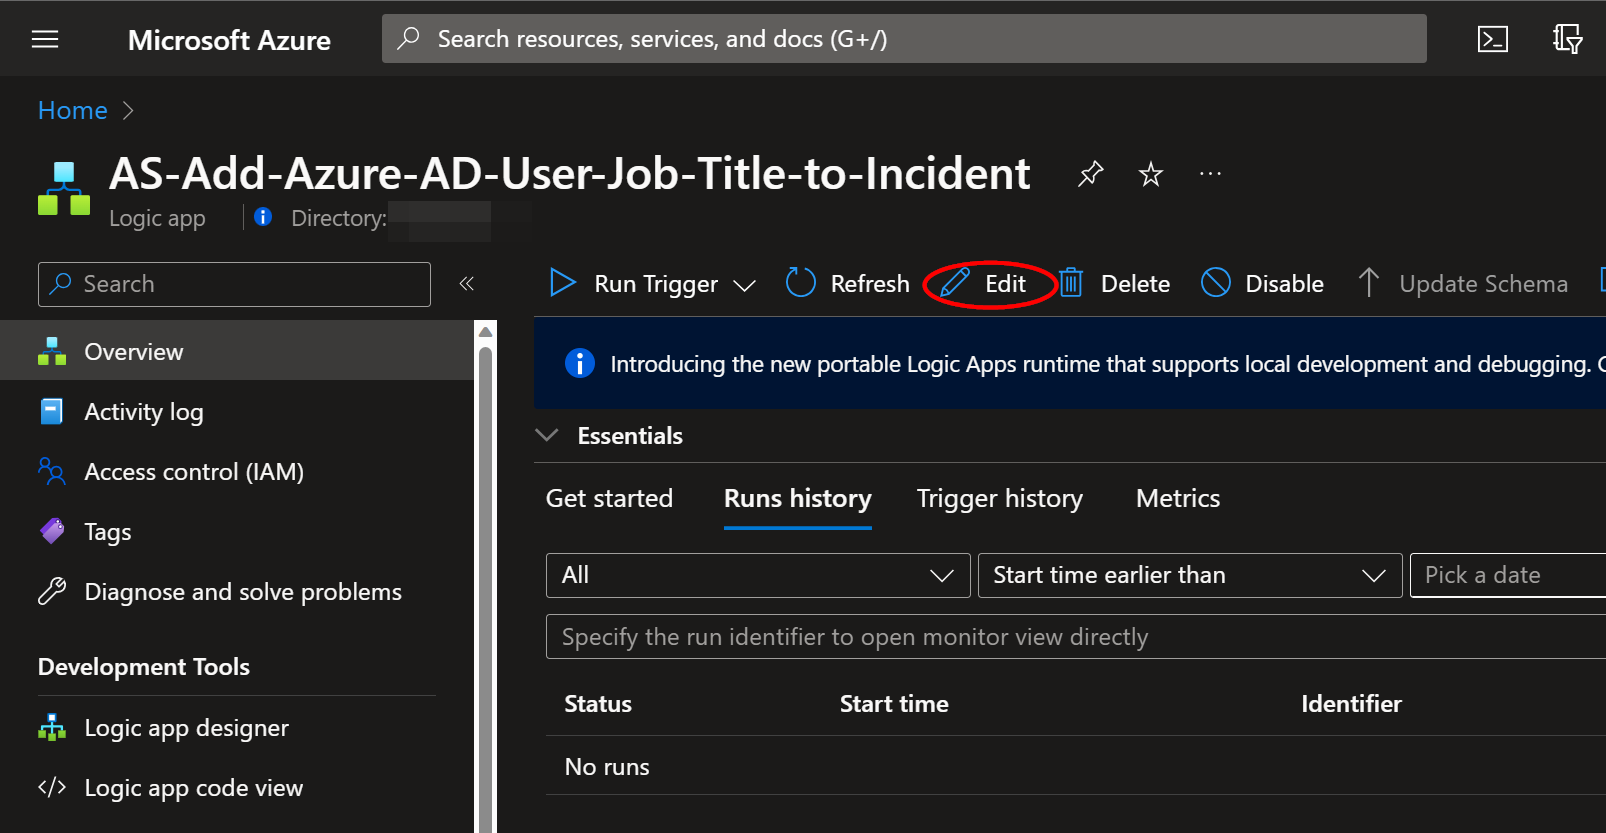 Microsoft Azure
Search resources, services, and docs (G+/)
Home
AS-Add-Azure-AD-User-Job-Title-to-Incident
Logic app
Directory:
Search
Run Trigger
Refresh
Edit
Delete
Disable
Update Schema
Overview
Activity log
Access control (IAM)
Tags
Diagnose and solve problems
Development Tools
Logic app designer
Logic app code view
Introducing the new portable Logic Apps runtime that supports local development and debugging.
Essentials
Get started
Runs history
Trigger history
Metrics
All
Start time earlier than
Pick a date
Specify the run identifier to open monitor view directly
Status
Start time
Identifier
No runs